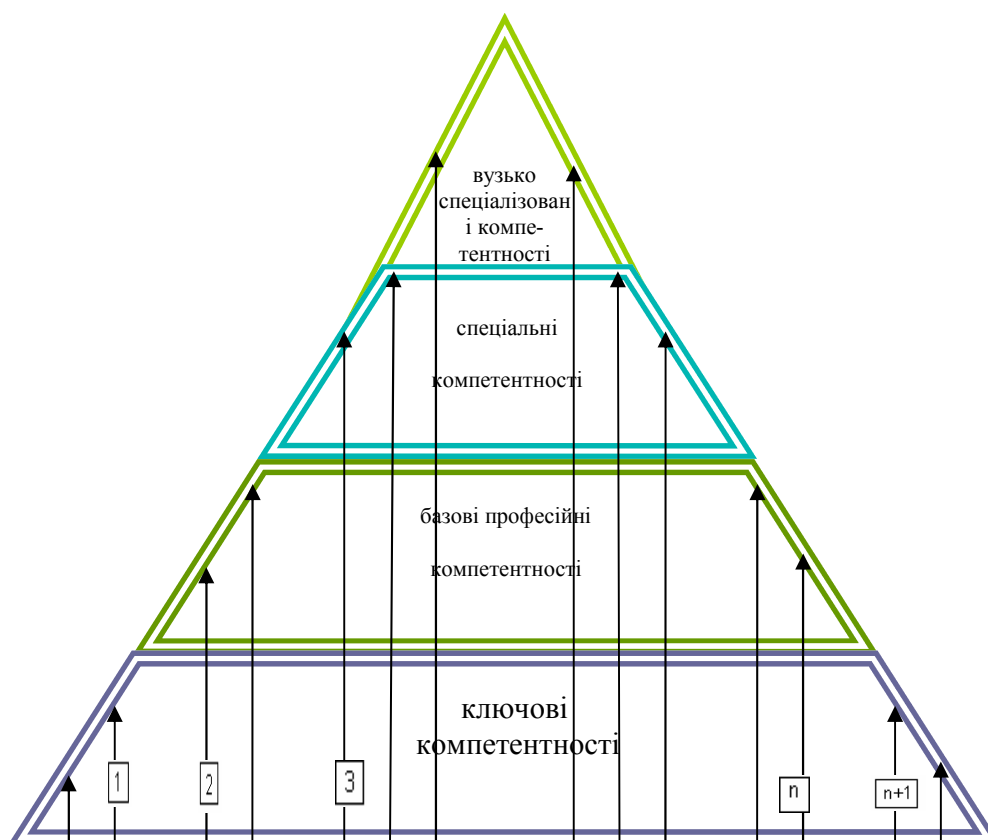 вузько
спеціалізован
і компе-
тентності
спеціальні
компетентності
базові професійні
компетентності
ключові
компетентності
1
2
3
n
n+1